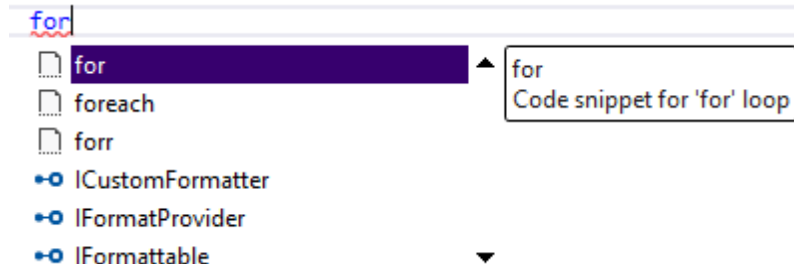 for
for
foreach
forr
ICustomFormatter
IFormatProvider
IFormattable
for
Code snippet for 'for' loop